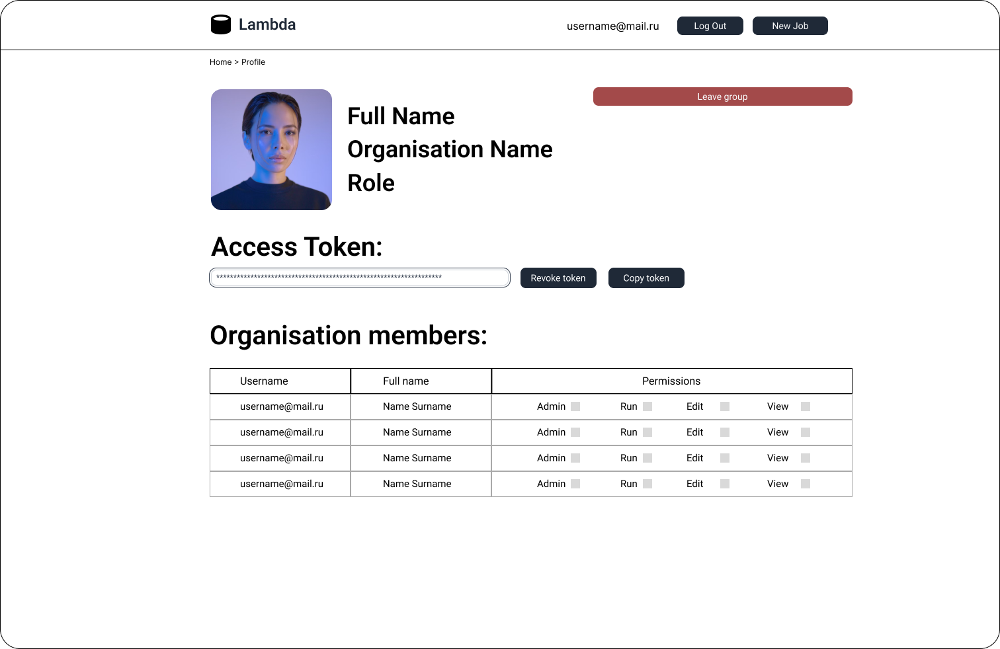 Lambda
username@mail.ru
Log Out
New Job
Home > Profile
Leave group
Full Name
Organisation Name
Role
Access Token:
******************************************************************
Revoke token
Copy token
Organisation members:
Username Full name Permissions
username@mail.ru Name Surname Admin Run Edit View
username@mail.ru Name Surname Admin Run Edit View
username@mail.ru Name Surname Admin Run Edit View
username@mail.ru Name Surname Admin Run Edit View